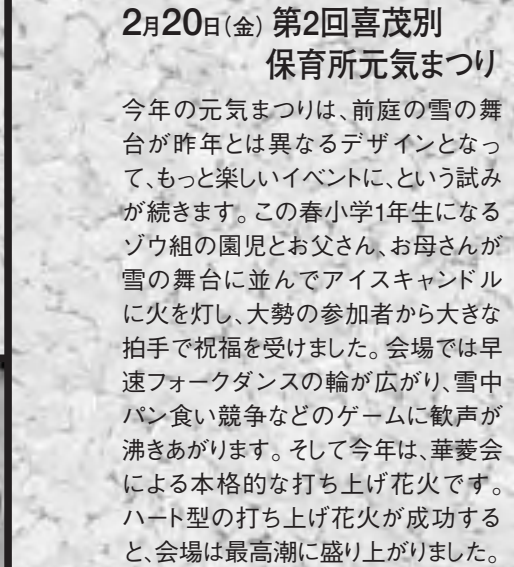 2月20日(金) 第2回喜茂別
保育所元気まつり
今年の元気まつりは、前庭の雪の舞
台が昨年とは異なるデザインとなっ
て、もっと楽しいイベントに、という試み
が続きます。この春小学1年生になる
ゾウ組の園児とお父さん、お母さんが
雪の舞台に並んでアイスキャンドル
に火を灯し、大勢の参加者から大きな
拍手で祝福を受けました。会場では早
速フォークダンスの輪が広がり、雪中
パン食い競争などのゲームに歓声が
沸きあがります。そして今年は、華菱会
による本格的な打ち上げ花火です。
ハート型の打ち上げ花火が成功する
と、会場は最高潮に盛り上がりました。